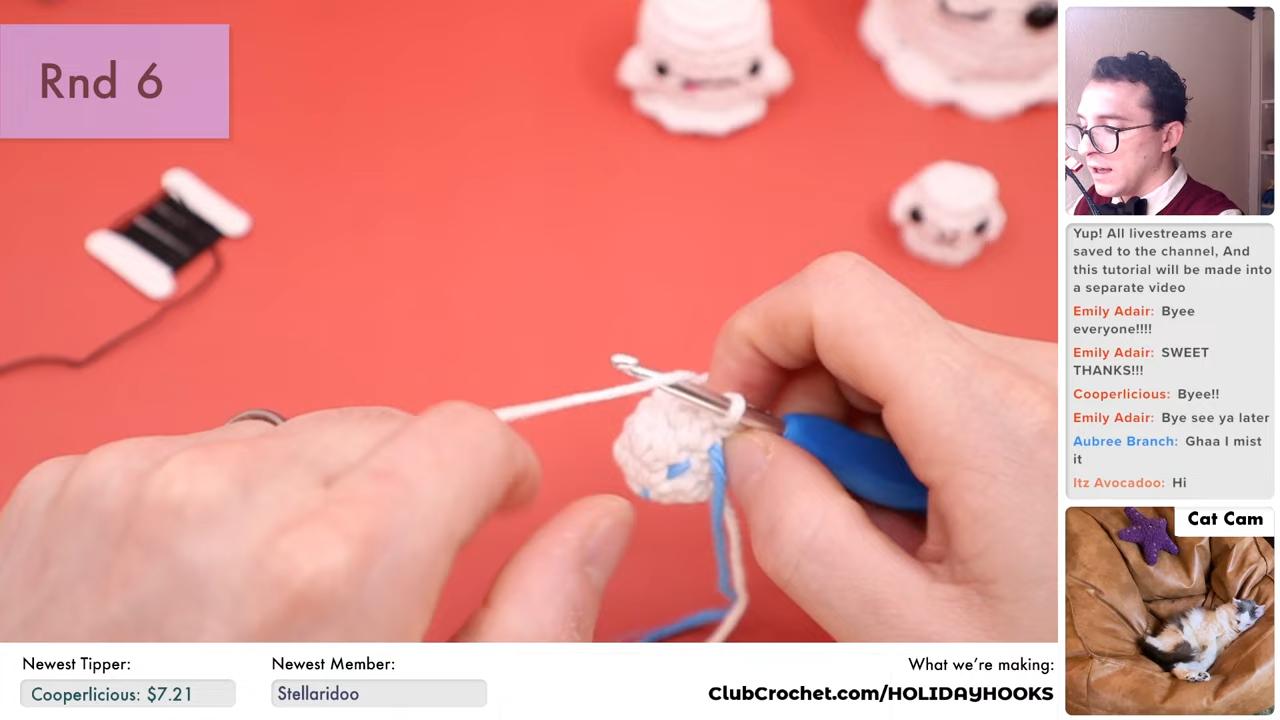 Rnd 6
Yup! All livestreams are
saved to the channel, And
this tutorial will be made into
a separate video
Emily Adair: Byee
everyone!!!!
Emily Adair: SWEET
THANKS!!!
Cooperlicious: Byee!!
Emily Adair: Bye see ya later
Aubree Branch: Ghaa I mist
it
Itz Avocadoo: Hi
Cat Cam
Newest Tipper:
Cooperlicious: $7.21
Newest Member:
Stellaridoo
What we're making:
ClubCrochet.com/HOLIDAYHOOKS